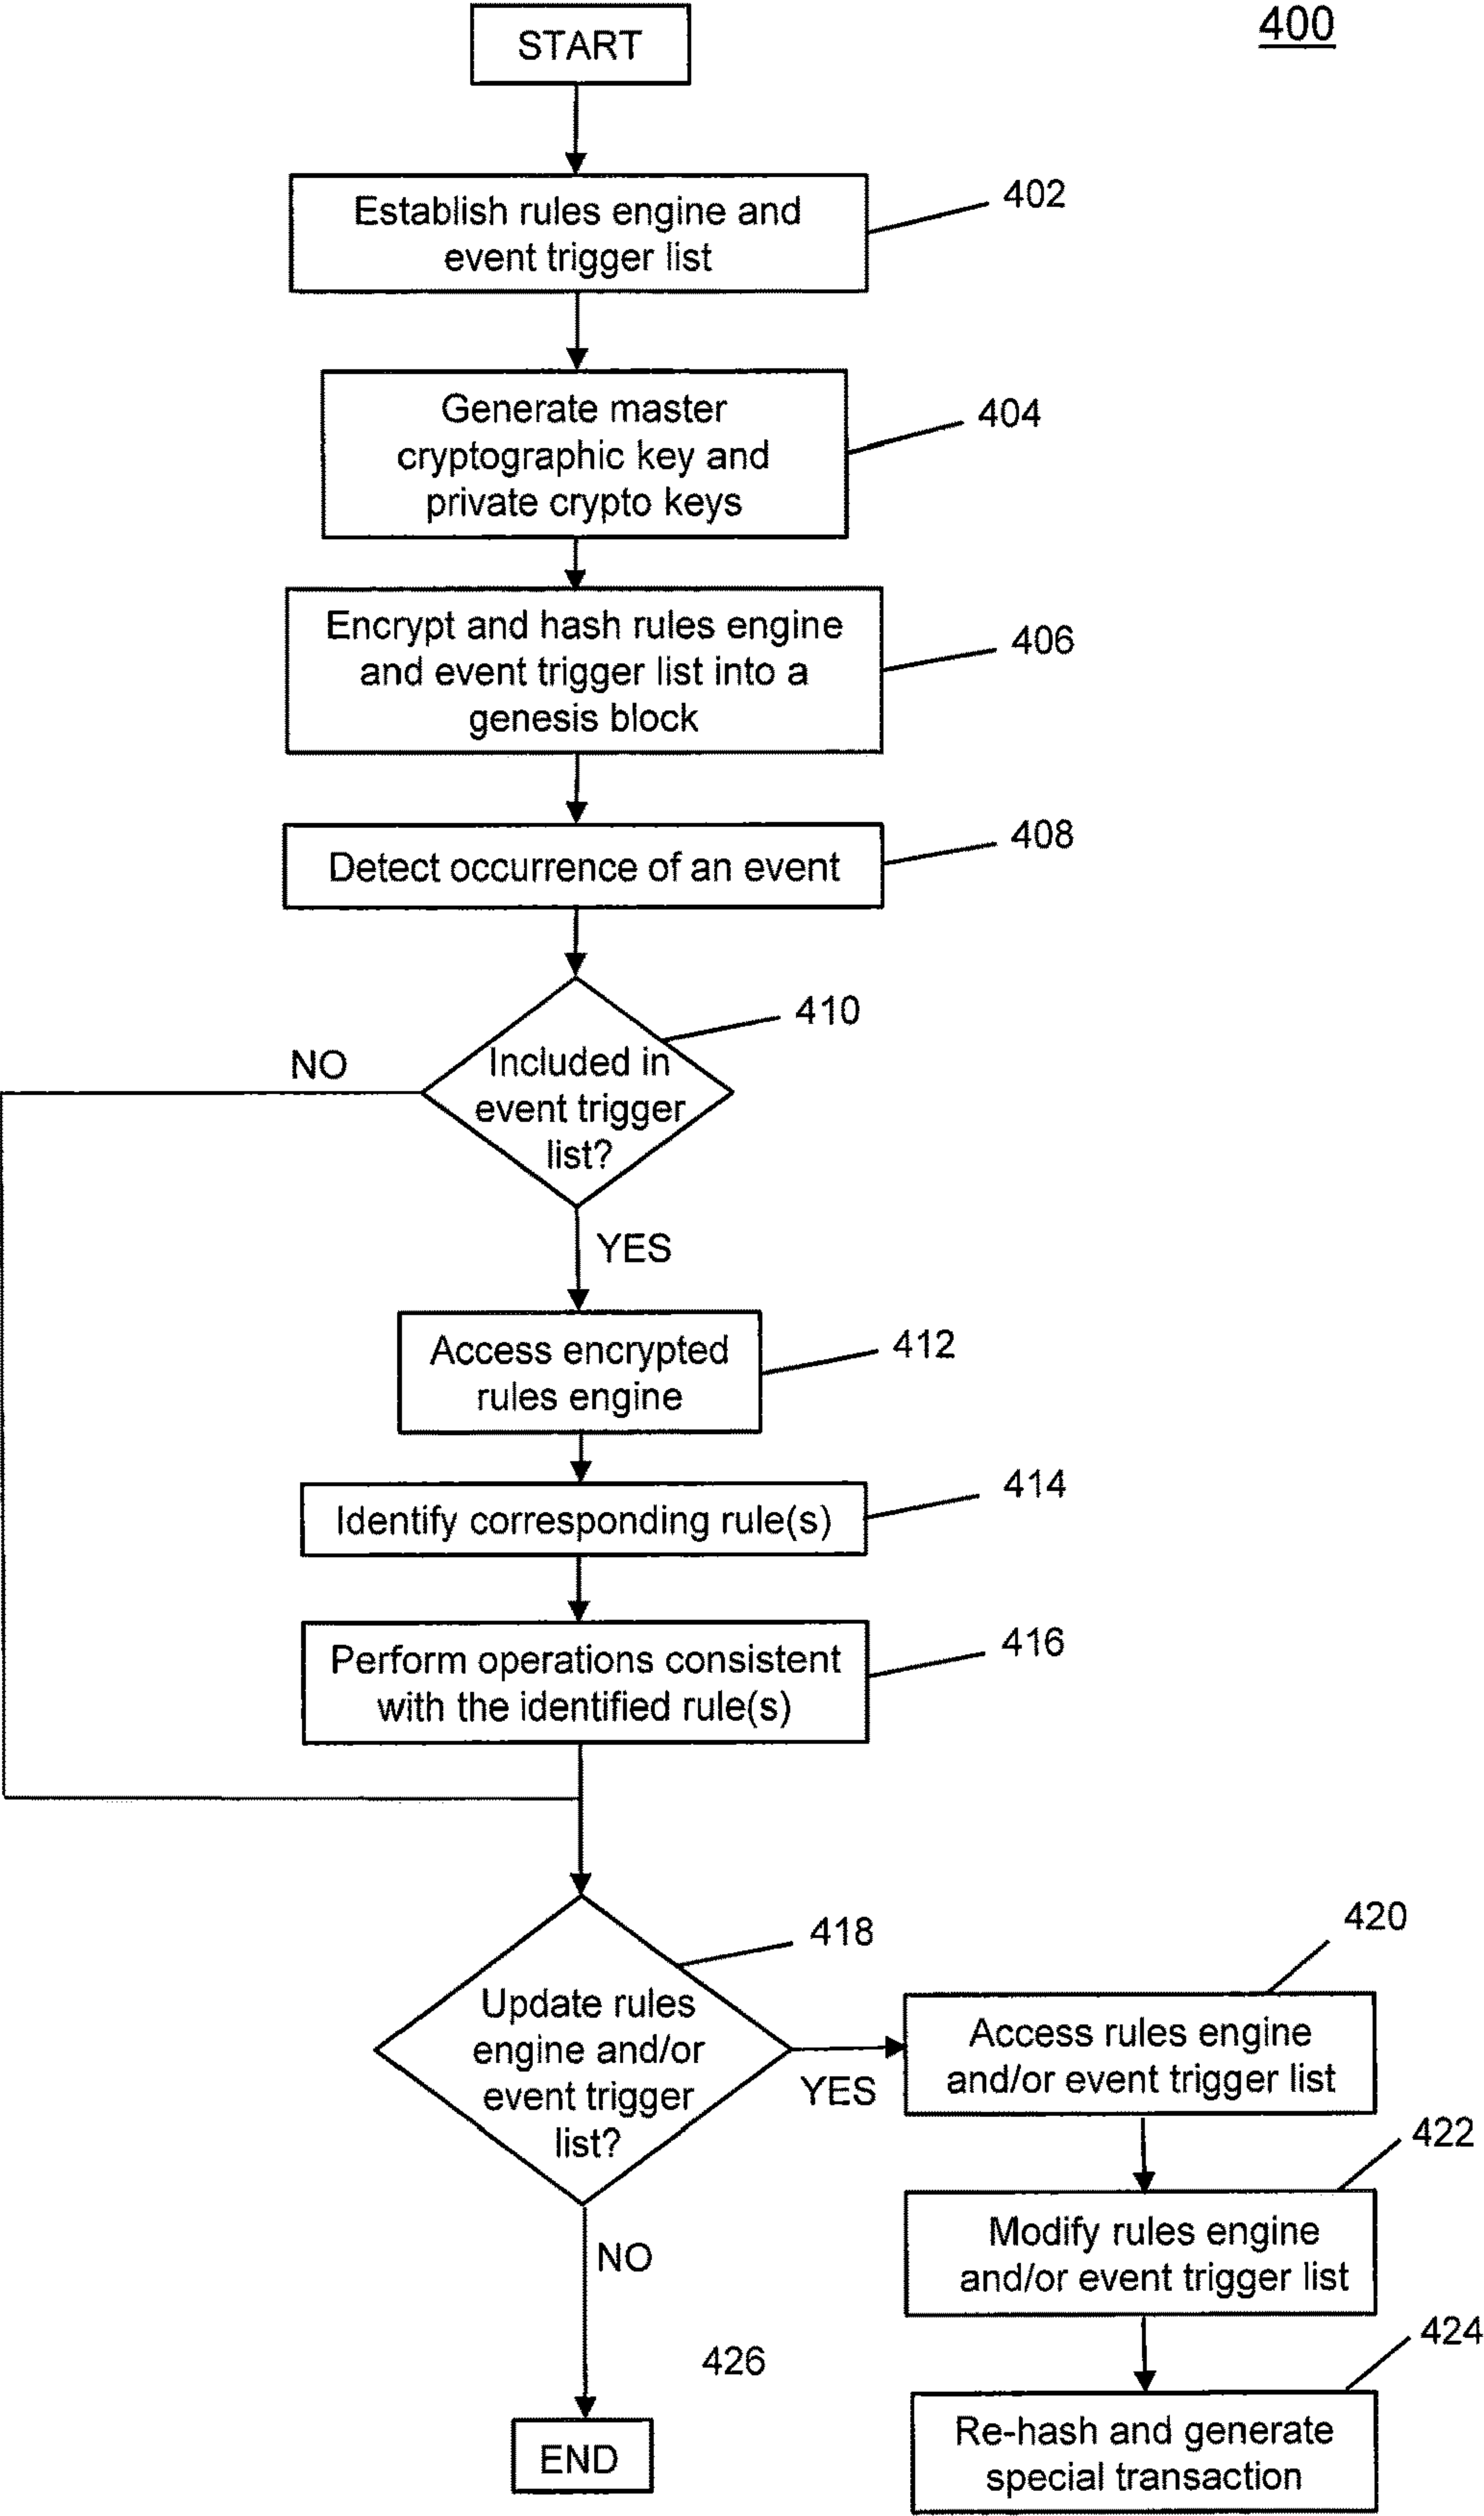 400
START
402
Establish rules engine and
event trigger list
404
Generate master
cryptographic key and
private crypto keys
406
Encrypt and hash rules engine
and event trigger list into a
genesis block
408
Detect occurrence of an event
410
Included in
event trigger
list?
NO
YES
412
Access encrypted
rules engine
414
Identify corresponding rule(s)
416
Perform operations consistent
with the identified rule(s)
418
Update rules
engine and/or
event trigger
list?
YES
420
Access rules engine
and/or event trigger list
422
Modify rules engine
and/or event trigger list
424
Re-hash and generate
special transaction
NO
426
END